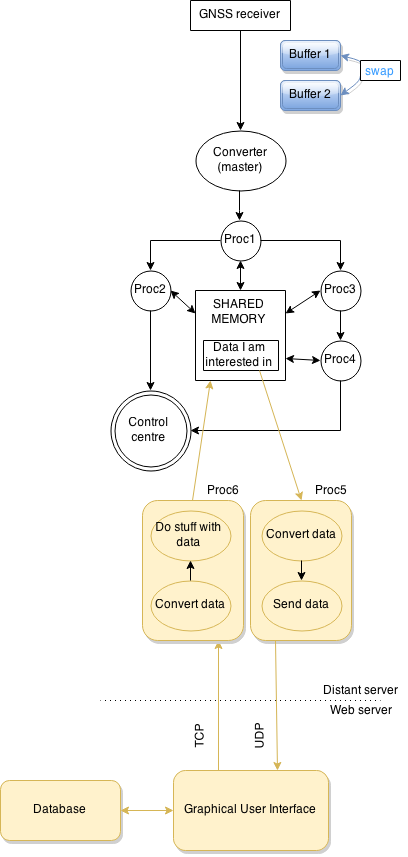 GNSS receiver
Buffer 1
swap
Buffer 2
Converter
(master)
Proc1
Proc2
Proc3
SHARED
MEMORY
Data I am
interested in
Proc4
Control
centre
Proc6
Proc5
Do stuff with
data
Convert data
Convert data
Send data
Distant server
Web server
TCP
UDP
Database
Graphical User Interface